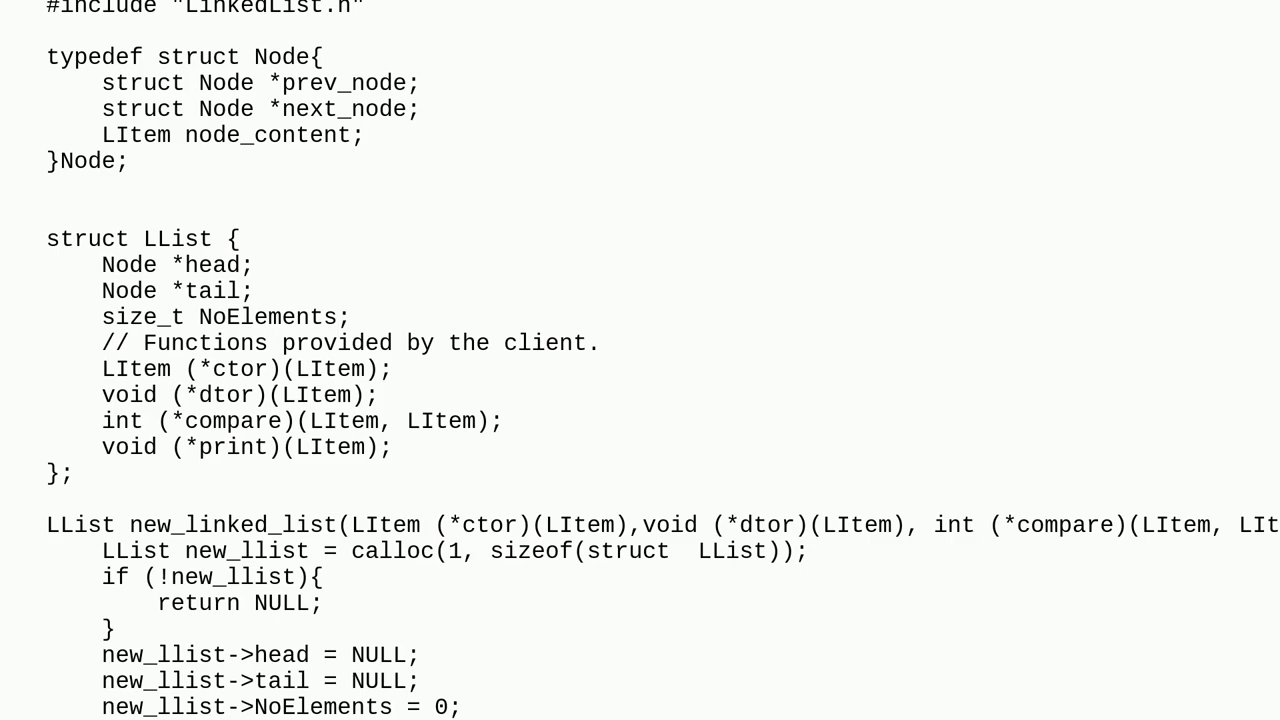 #include "LinkedList.h"
typedef struct Node{
    struct Node *prev_node;
    struct Node *next_node;
    LItem node_content;
}Node;
struct LList {
    Node *head;
    Node *tail;
    size_t NoElements;
    // Functions provided by the client.
    LItem (*ctor)(LItem);
    void (*dtor)(LItem);
    int (*compare)(LItem, LItem);
    void (*print)(LItem);
};
LList new_linked_list(LItem (*ctor)(LItem),void (*dtor)(LItem), int (*compare)(LItem, LIt
    LList new_llist = calloc(1, sizeof(struct  LList));
    if (!new_llist){
        return NULL;
    }
    new_llist->head = NULL;
    new_llist->tail = NULL;
    new_llist->NoElements = 0;